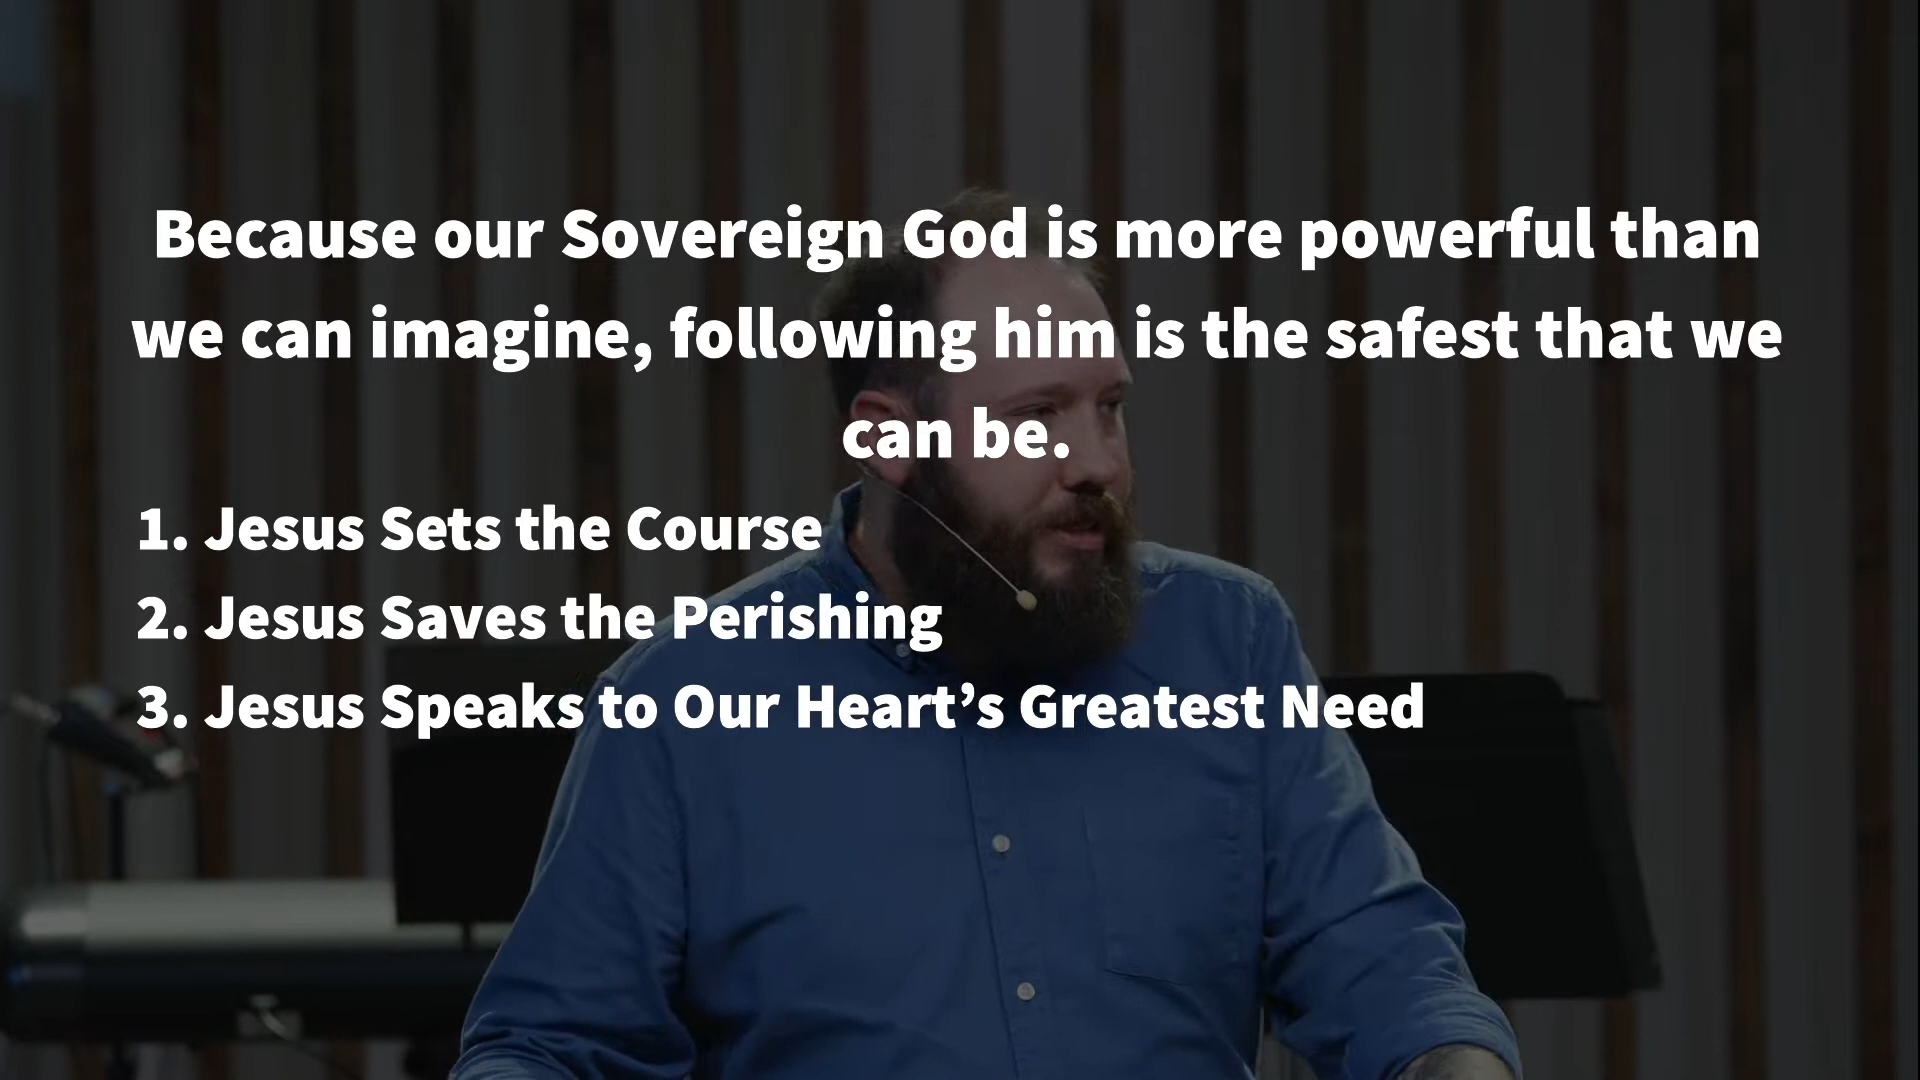 Because our Sovereign God is more powerful than
we can imagine, following him is the safest that we
can be.
1. Jesus Sets the Course
2. Jesus Saves the Perishing
3. Jesus Speaks to Our Heart’s Greatest Need